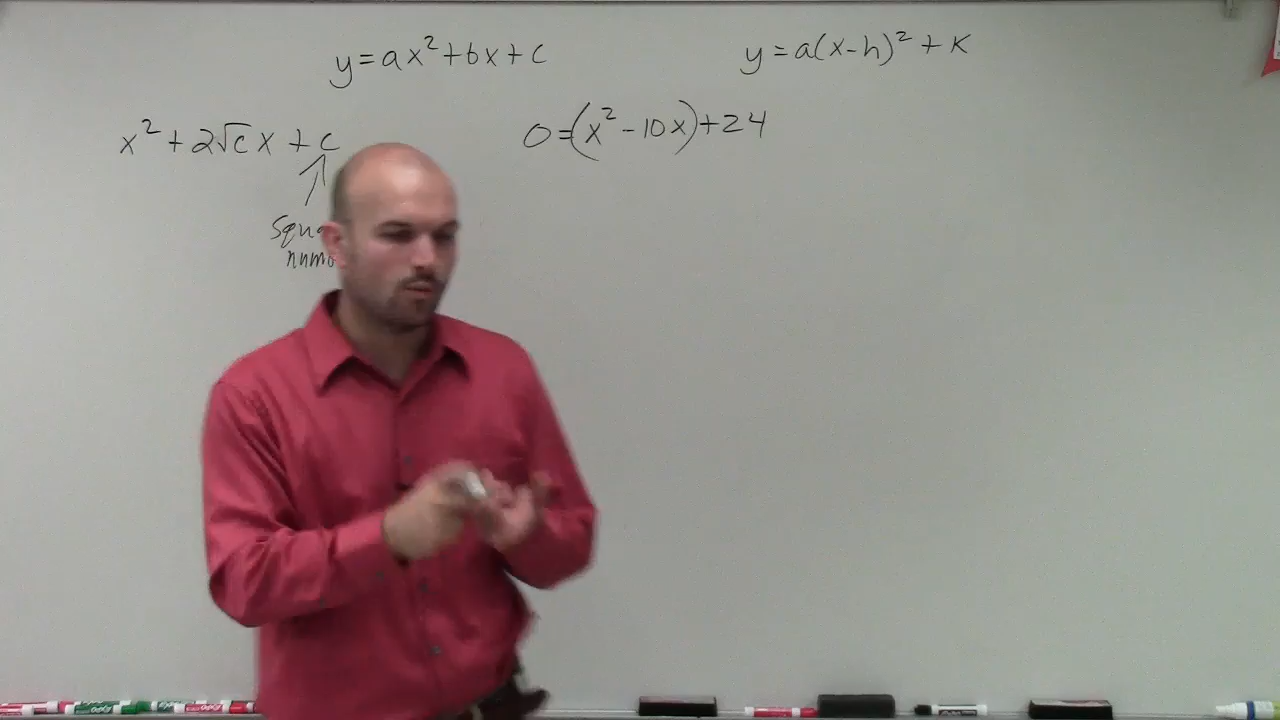 y=ax²+bx+c
y=a(x-h)²+k
x²+2√c x+c
0=(x²-10x)+24